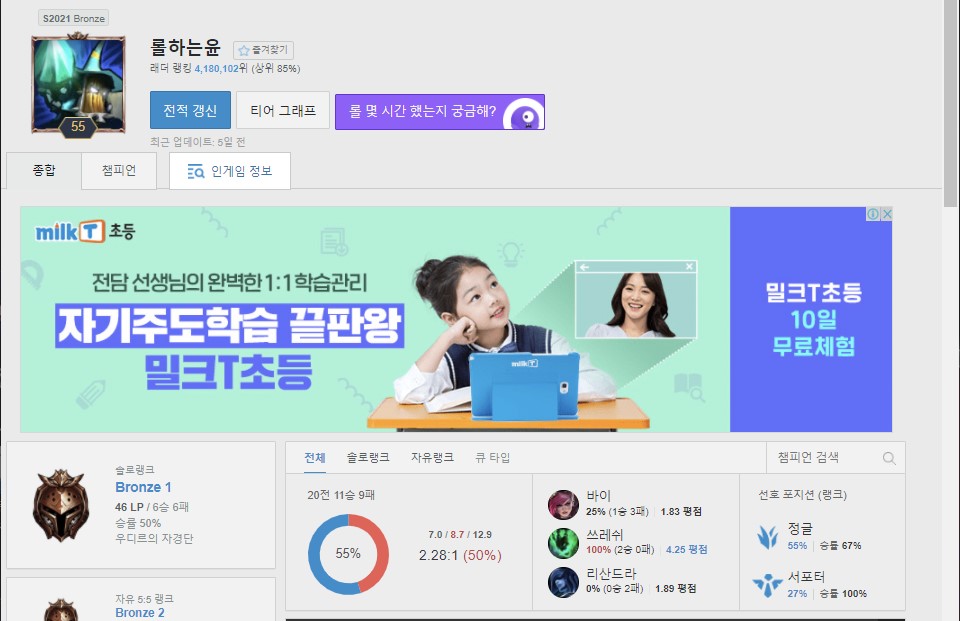 S2021 Bronze
롤하는윤
즐겨찾기
래더 랭킹 4,180,102위 (상위 85%)
55
전적 갱신
티어 그래프
롤 몇 시간 했는지 궁금해?
최근 업데이트: 5일 전
종합
챔피언
인게임 정보
milkT 초등
전담 선생님의 완벽한 1:1 학습관리
자기주도학습 끝판왕
밀크T초등
milkT
밀크T초등
10일
무료체험
솔로랭크
Bronze 1
46 LP / 6승 6패
승률 50%
우디르의 자경단
자유 5:5 랭크
Bronze 2
전체
솔로랭크
자유랭크
큐 타입
챔피언 검색
20전 11승 9패
55%
7.0 / 8.7 / 12.9
2.28:1 (50%)
바이
25% (1승 3패) 1.83 평점
쓰레쉬
100% (2승 0패) 4.25 평점
리산드라
0% (0승 2패) 1.89 평점
선호 포지션 (랭크)
정글
55% 승률 67%
서포터
27% 승률 100%